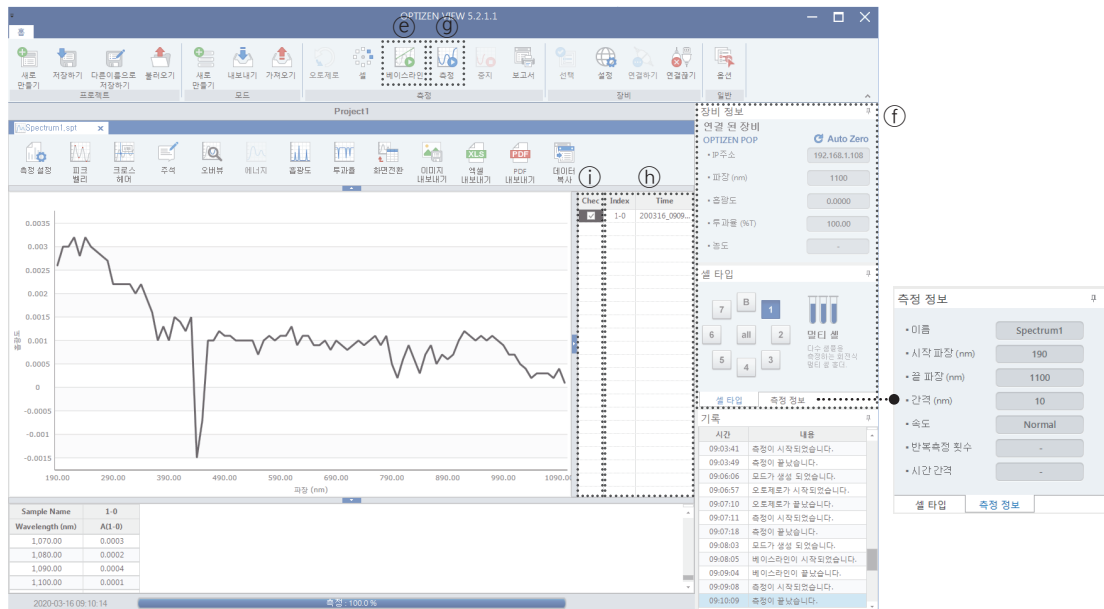 OPTIZEN VIEW 5.2.1.1
홈
ⓔ
ⓖ
새로 만들기
저장하기
다른이름으로 저장하기
불러오기
새로 만들기
내보내기
가져오기
오토제로
셀
베이스라인
측정
중지
보고서
선택
설정
연결하기
연결끊기
옵션
프로젝트
모드
측정
장비
일반
Project1
Spectrum1.spt
측정 설정
피크 밸리
크로스 헤어
주석
오버뷰
에너지
흡광도
투과율
화면전환
이미지 내보내기
엑셀 내보내기
PDF 내보내기
데이터 복사
XLS
PDF
ⓘ
ⓗ
Chec
Index
Time
1-0
200316_0909...
흡광도
0.0035
0.003
0.0025
0.002
0.0015
0.001
0.0005
0
-0.0005
-0.001
-0.0015
190.00
290.00
390.00
490.00
590.00
690.00
790.00
890.00
990.00
1090.00
파장 (nm)
Sample Name 1-0
Wavelength (nm) A(1-0)
1,070.00 0.0003
1,080.00 0.0002
1,090.00 0.0004
1,100.00 0.0001
2020-03-16 09:10:14
측정 : 100.0 %
ⓕ
장비 정보
연결 된 장비
OPTIZEN POP
Auto Zero
• IP주소 192.168.1.108
• 파장 (nm) 1100
• 흡광도 0.0000
• 투과율 (%T) 100.00
• 농도 -
셀 타입
7
B
1
6
all
2
5
4
3
멀티 셀
다수 샘플을
측정하는 회전식
멀티 셀 홀다.
셀 타입
측정 정보
기록
시간 내용
09:03:41 측정이 시작되었습니다.
09:03:49 측정이 끝났습니다.
09:06:06 모드가 생성 되었습니다.
09:06:57 오토제로가 시작되었습니다.
09:07:10 오토제로가 끝났습니다.
09:07:11 측정이 시작되었습니다.
09:07:18 측정이 끝났습니다.
09:08:03 모드가 생성 되었습니다.
09:08:05 베이스라인이 시작되었습니다.
09:09:04 베이스라인이 끝났습니다.
09:09:08 측정이 시작되었습니다.
09:10:09 측정이 끝났습니다.
측정 정보
• 이름 Spectrum1
• 시작 파장 (nm) 190
• 끝 파장 (nm) 1100
• 간격 (nm) 10
• 속도 Normal
• 반복측정 횟수 -
• 시간 간격 -
셀 타입
측정 정보